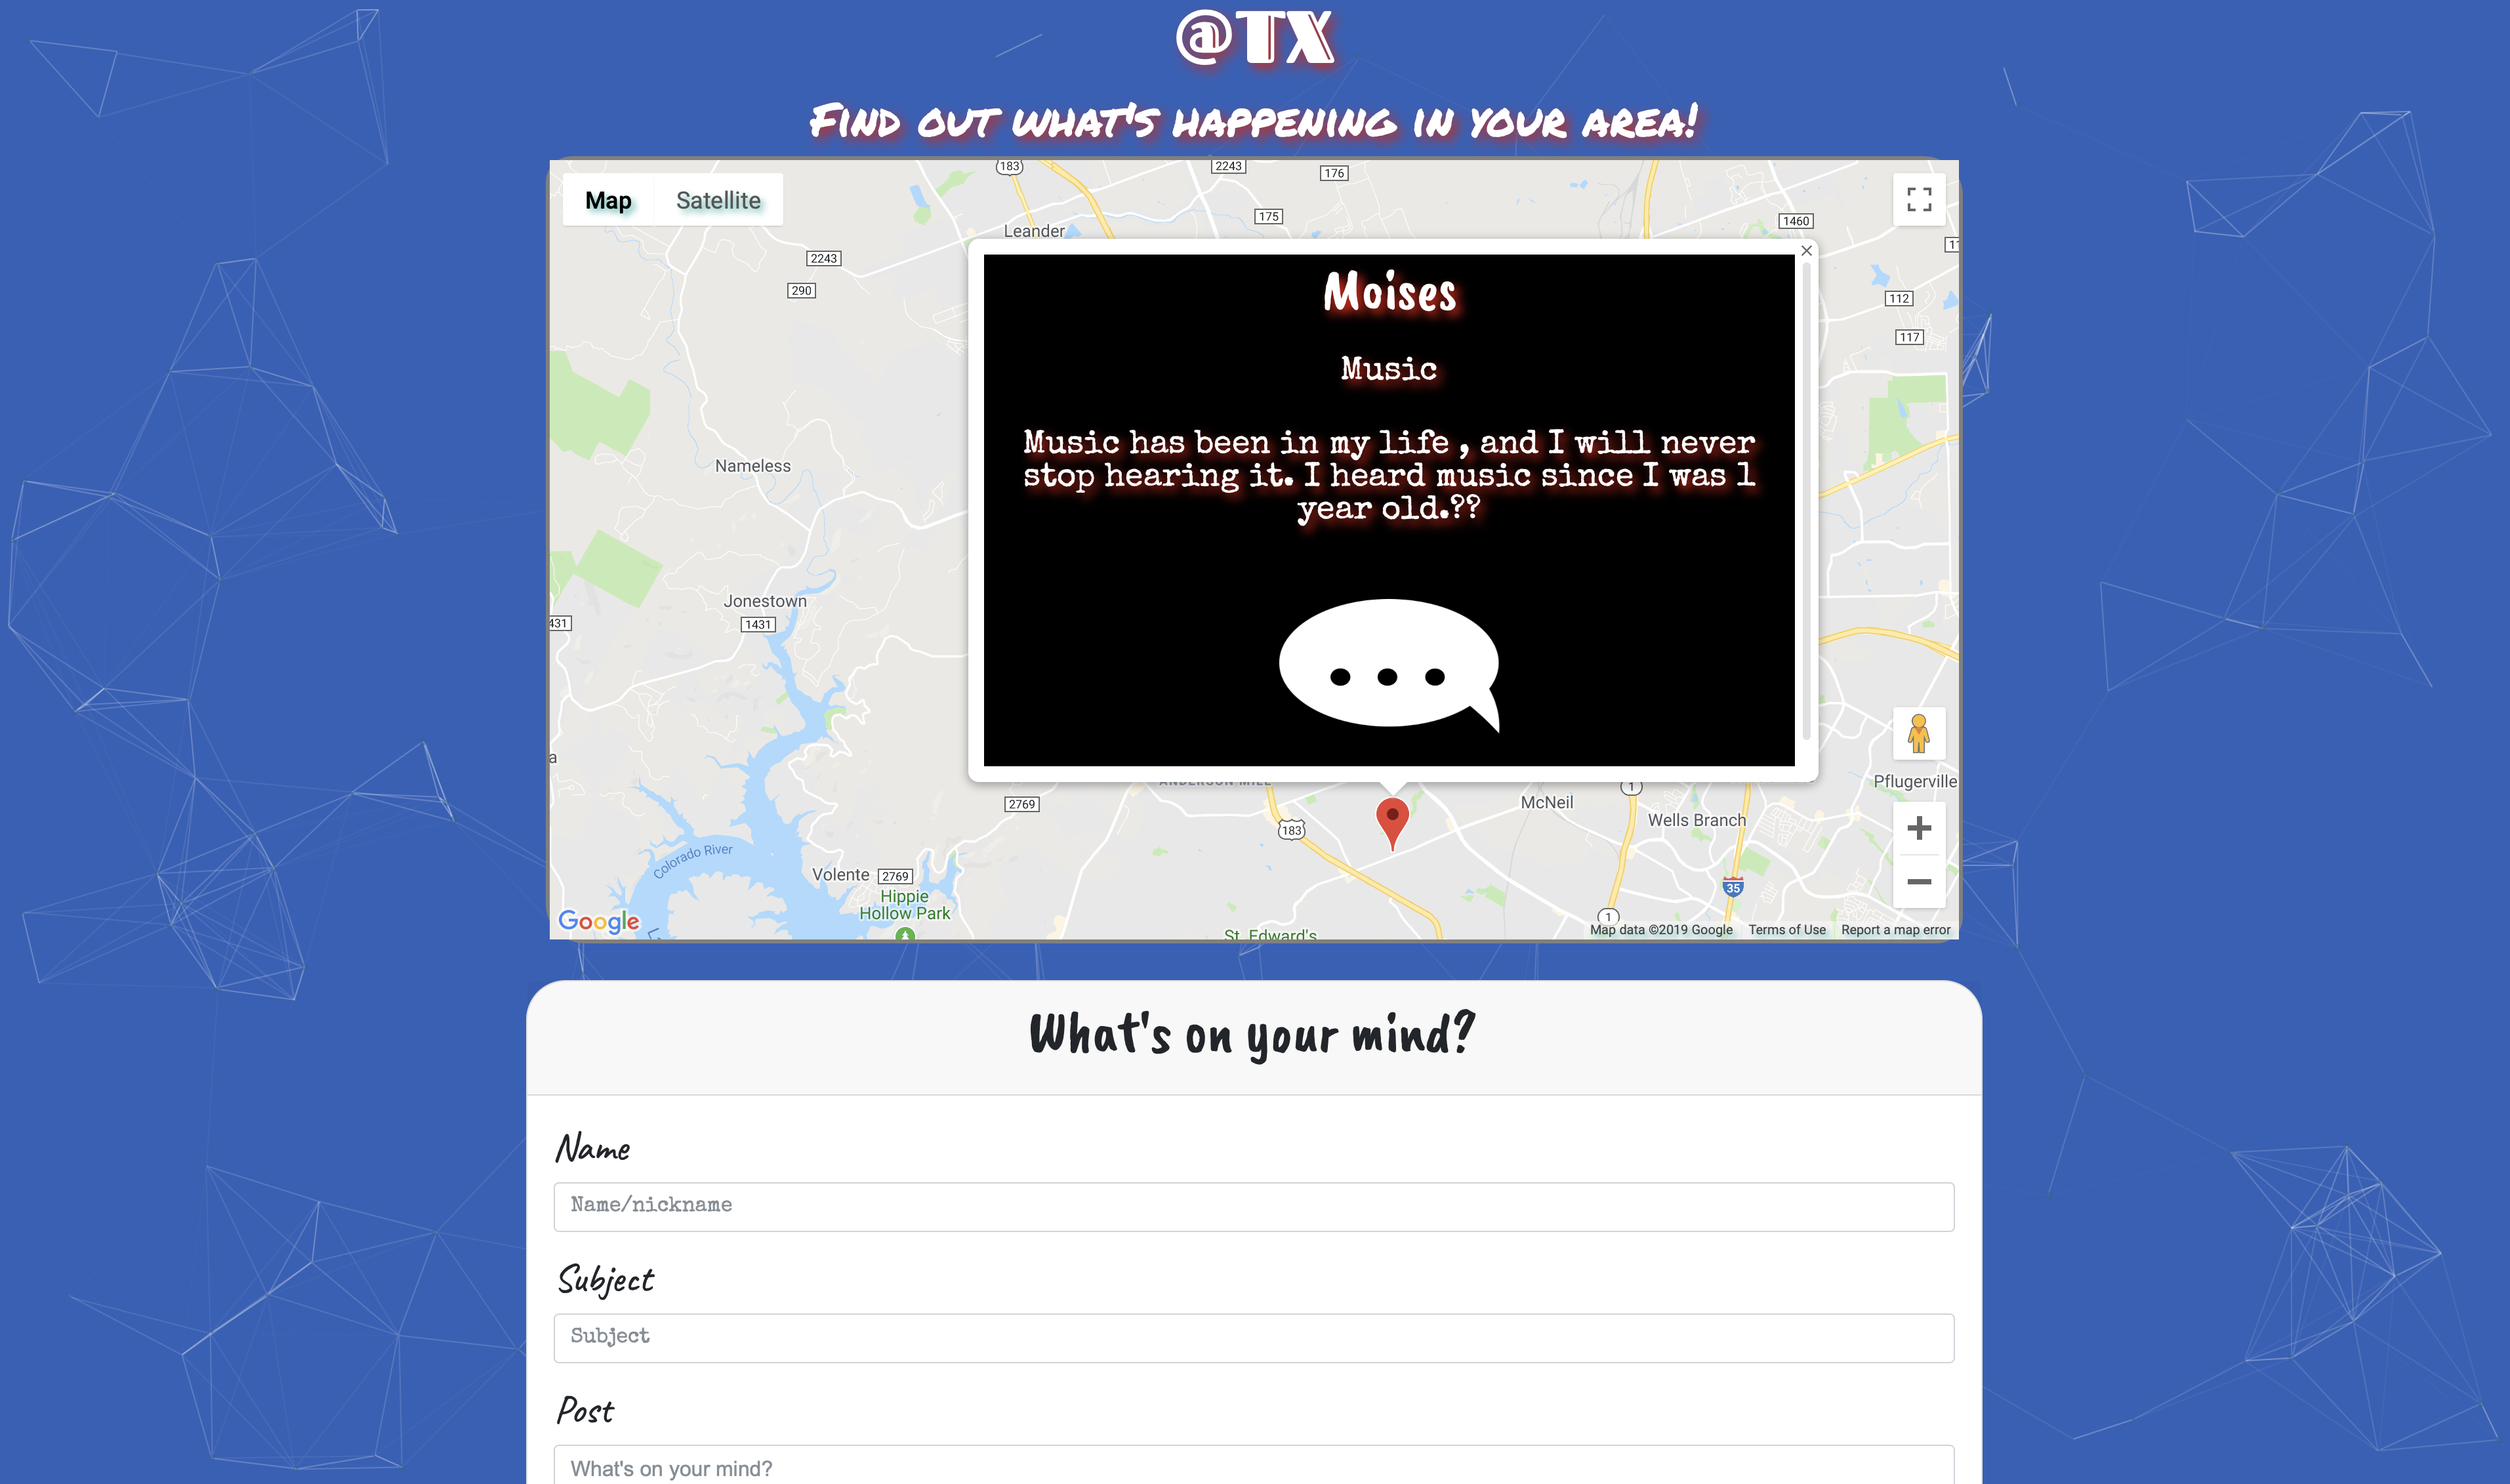 @TX
Find out what's happening in your area!
Map Satellite
183
2243
176
175
1460
Leander
2243
290
112
117
Moises
Music
Music has been in my life , and I will never
stop hearing it. I heard music since I was 1
year old.??
Nameless
Jonestown
1431
431
a
ANDERSON MILL
2769
McNeil
1
Pflugerville
Wells Branch
183
Colorado River
Volente 2769
Hippie
Hollow Park
35
1
St. Edward's
Google
Map data ©2019 Google Terms of Use Report a map error
What's on your mind?
Name
Name/nickname
Subject
Subject
Post
What's on your mind?